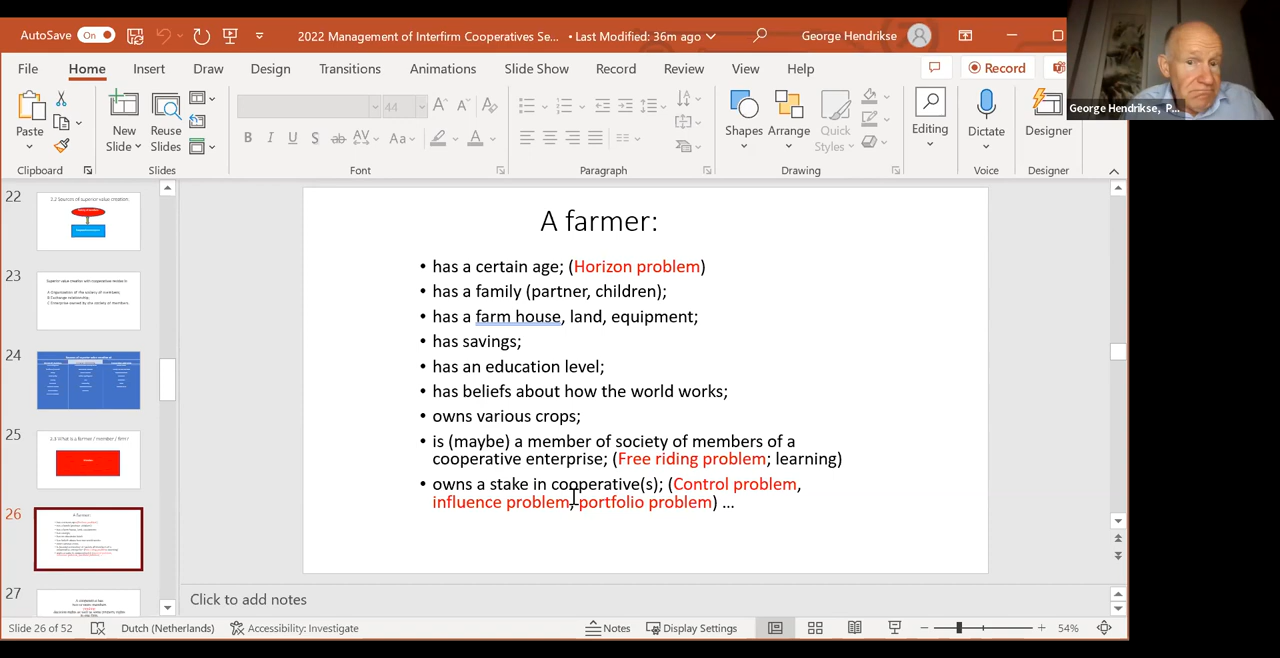 AutoSave On 2022 Management of Interfirm Cooperatives Se... • Last Modified: 36m ago George Hendrikse
File Home Insert Draw Design Transitions Animations Slide Show Record Review View Help Record
Paste New Slide Reuse Slides 44 Shapes Arrange Quick Styles Editing Dictate Designer
B I U S ab AV Aa A
Clipboard Slides Font Paragraph Drawing Voice Designer
George Hendrikse, P...
22
23
24
25
26
27
A farmer:
• has a certain age; (Horizon problem)
• has a family (partner, children);
• has a farm house, land, equipment;
• has savings;
• has an education level;
• has beliefs about how the world works;
• owns various crops;
• is (maybe) a member of society of members of a
cooperative enterprise; (Free riding problem; learning)
• owns a stake in cooperative(s); (Control problem,
influence problem, portfolio problem) ...
Click to add notes
Slide 26 of 52 Dutch (Netherlands) Accessibility: Investigate Notes Display Settings 54%